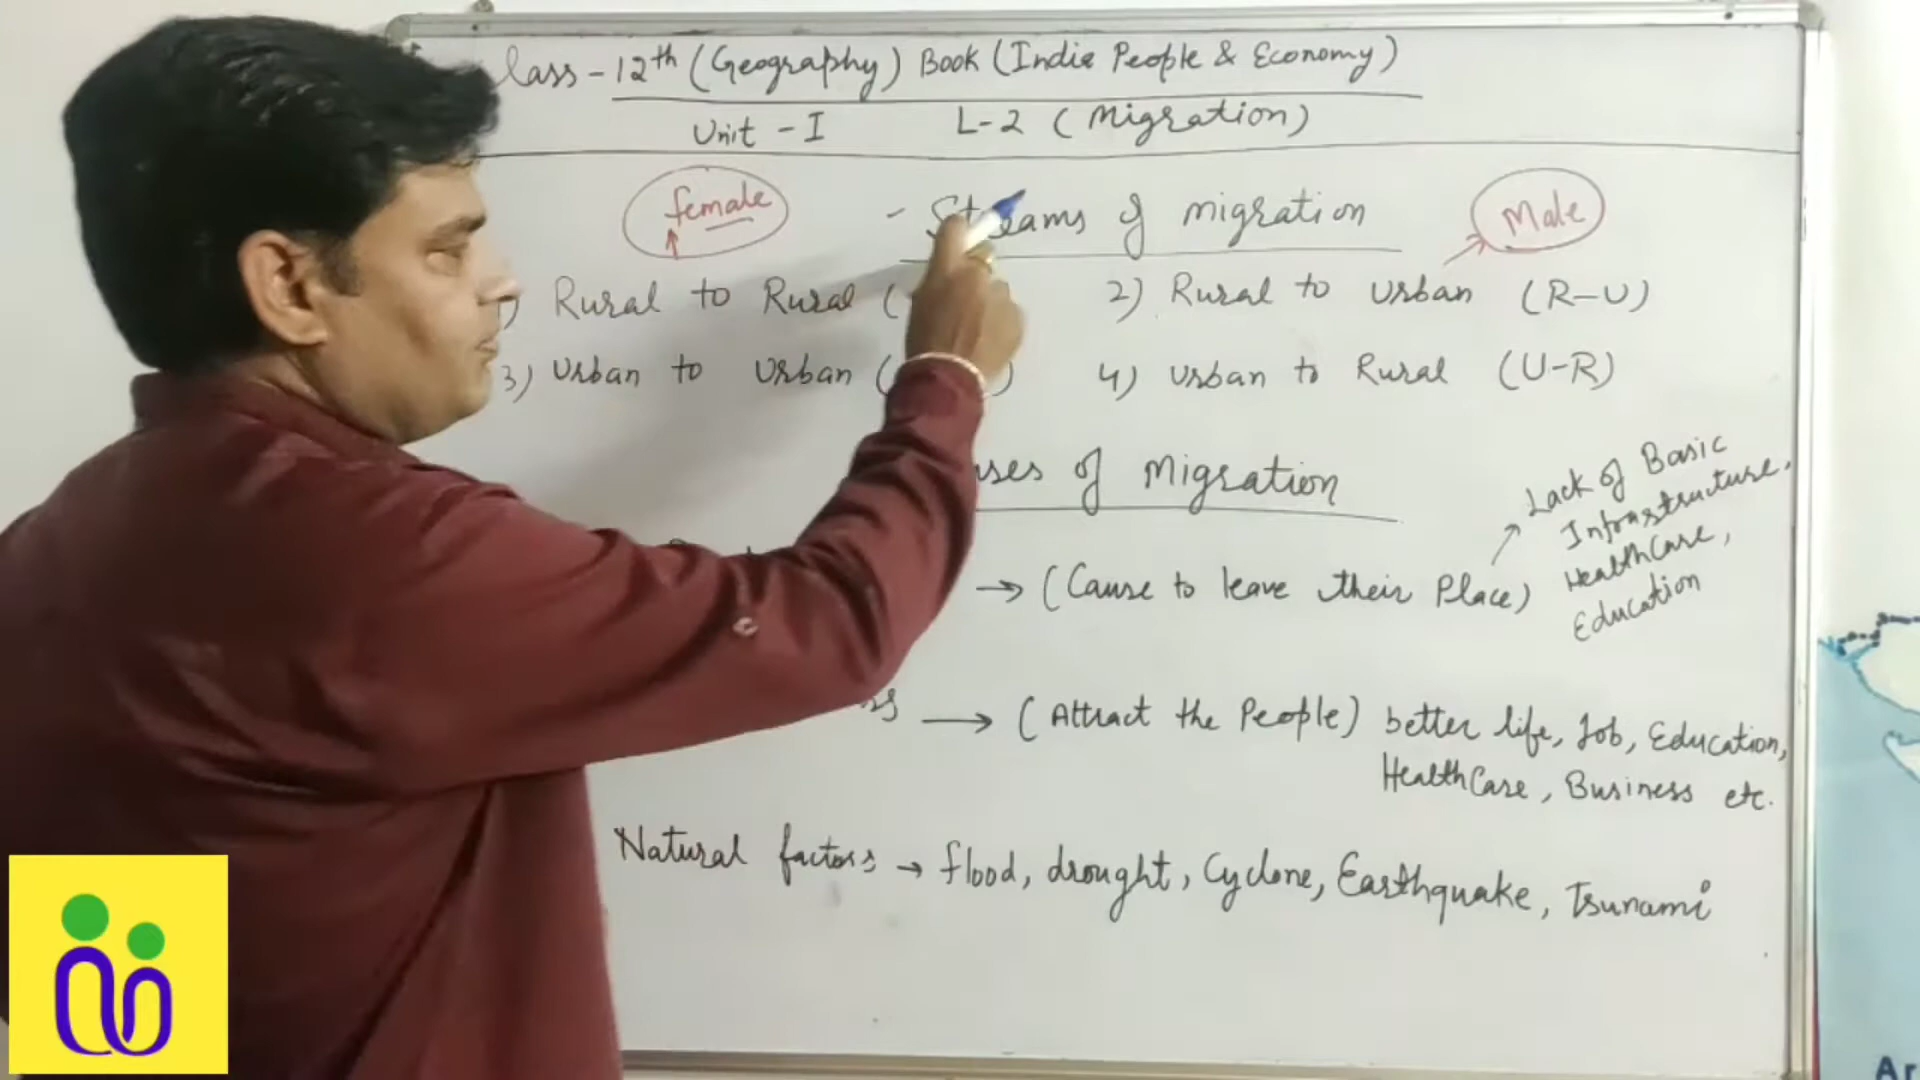 lass - 12th (Geography) Book (India People & Economy)
Unit - I L-2 (Migration)
female
- Streams of migration
Male
1) Rural to Rural (
2) Rural to Urban (R-U)
3) Urban to Urban (
4) Urban to Rural (U-R)
uses of Migration
→ (Cause to leave their Place)
Lack of Basic
Infrastructure,
HealthCare,
Education
rs → (Attract the People) better life, Job, Education,
HealthCare, Business etc.
Natural factors → flood, drought, Cyclone, Earthquake, Tsunami
Ar